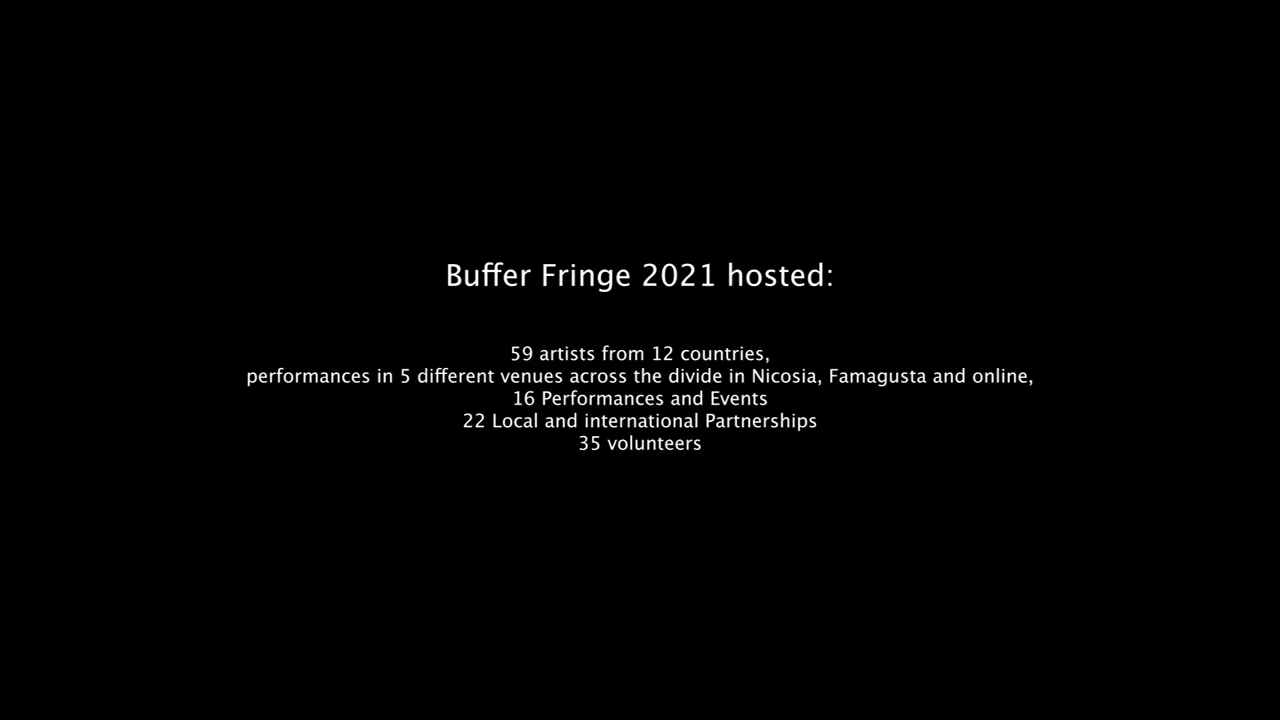 Buffer Fringe 2021 hosted:
59 artists from 12 countries,
performances in 5 different venues across the divide in Nicosia, Famagusta and online,
16 Performances and Events
22 Local and international Partnerships
35 volunteers